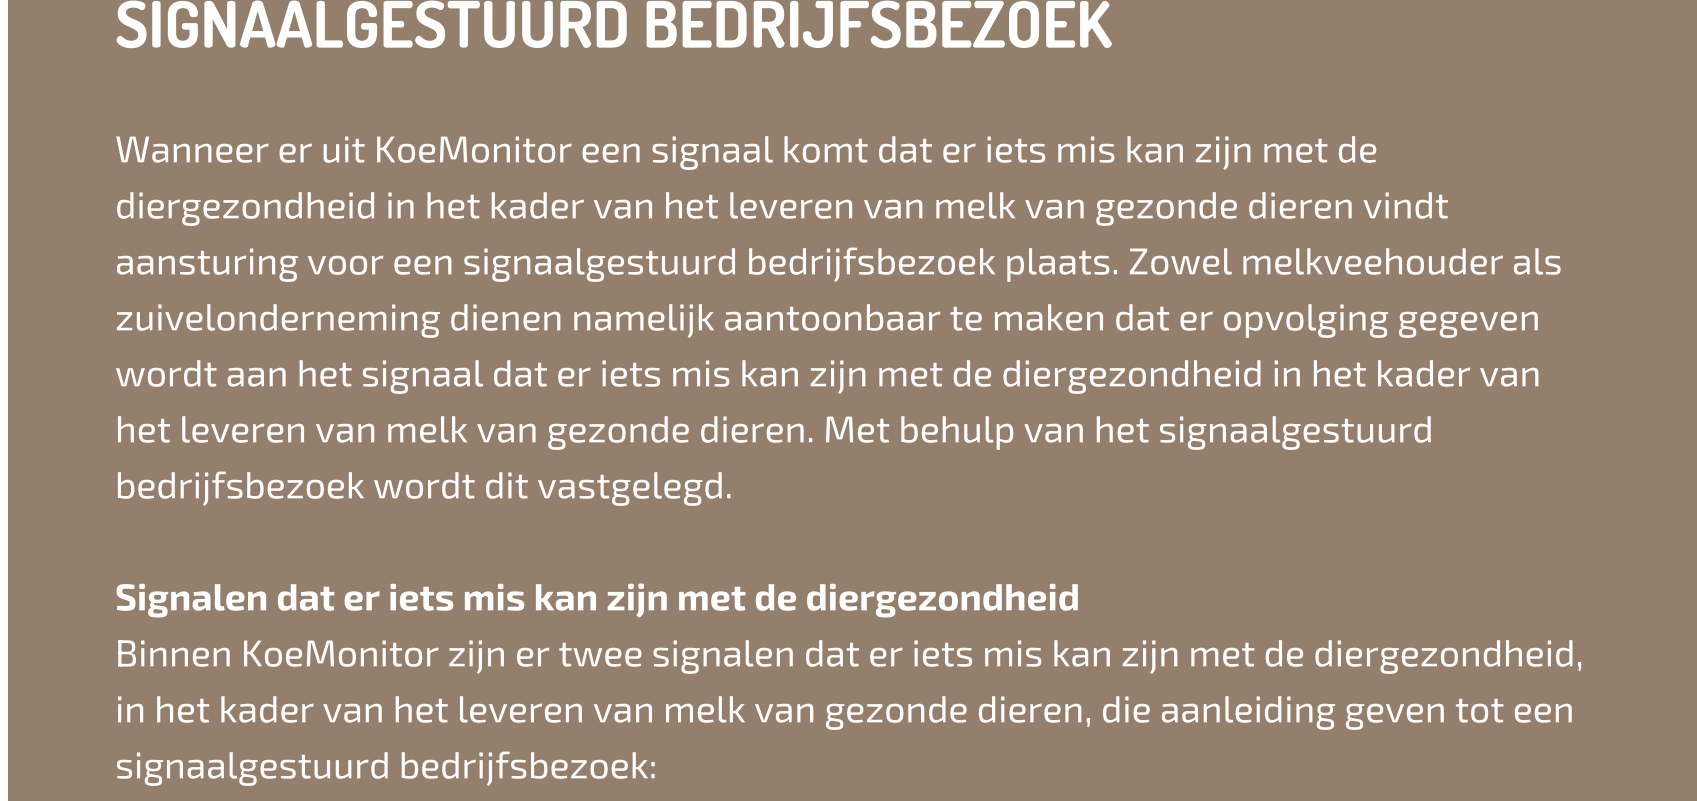 SIGNAALGESTUURD BEDRIJFSBEZOEK
Wanneer er uit KoeMonitor een signaal komt dat er iets mis kan zijn met de
diergezondheid in het kader van het leveren van melk van gezonde dieren vindt
aansturing voor een signaalgestuurd bedrijfsbezoek plaats. Zowel melkveehouder als
zuivelonderneming dienen namelijk aantoonbaar te maken dat er opvolging gegeven
wordt aan het signaal dat er iets mis kan zijn met de diergezondheid in het kader van
het leveren van melk van gezonde dieren. Met behulp van het signaalgestuurd
bedrijfsbezoek wordt dit vastgelegd.
Signalen dat er iets mis kan zijn met de diergezondheid
Binnen KoeMonitor zijn er twee signalen dat er iets mis kan zijn met de diergezondheid,
in het kader van het leveren van melk van gezonde dieren, die aanleiding geven tot een
signaalgestuurd bedrijfsbezoek: